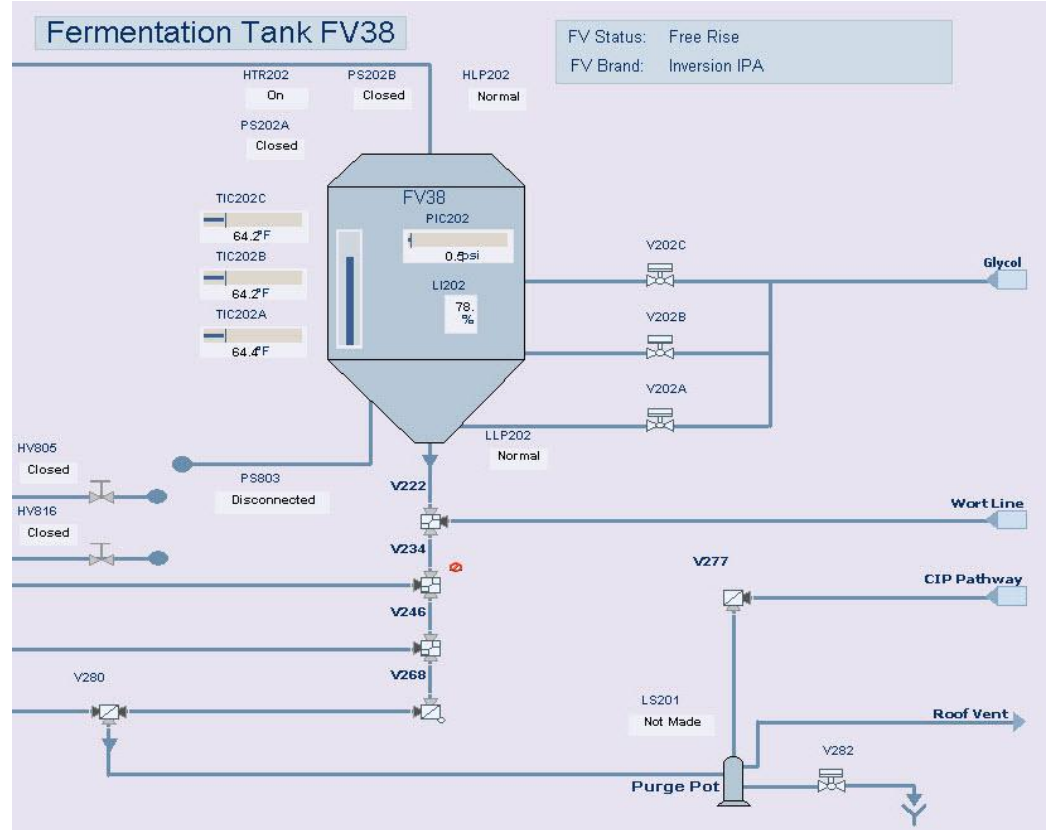 Fermentation Tank FV38
FV Status: Free Rise
FV Brand: Inversion IPA
HTR202
On
PS202B
Closed
HLP202
Normal
PS202A
Closed
TIC202C
64.2°F
TIC202B
64.2°F
TIC202A
64.4°F
FV38
PIC202
0.5psi
LI202
78.
%
V202C
Glycol
V202B
V202A
LLP202
Normal
HV805
Closed
PS803
Disconnected
HV816
Closed
V222
Wort Line
V234
V277
CIP Pathway
V246
V268
V280
LS201
Not Made
Roof Vent
V282
Purge Pot